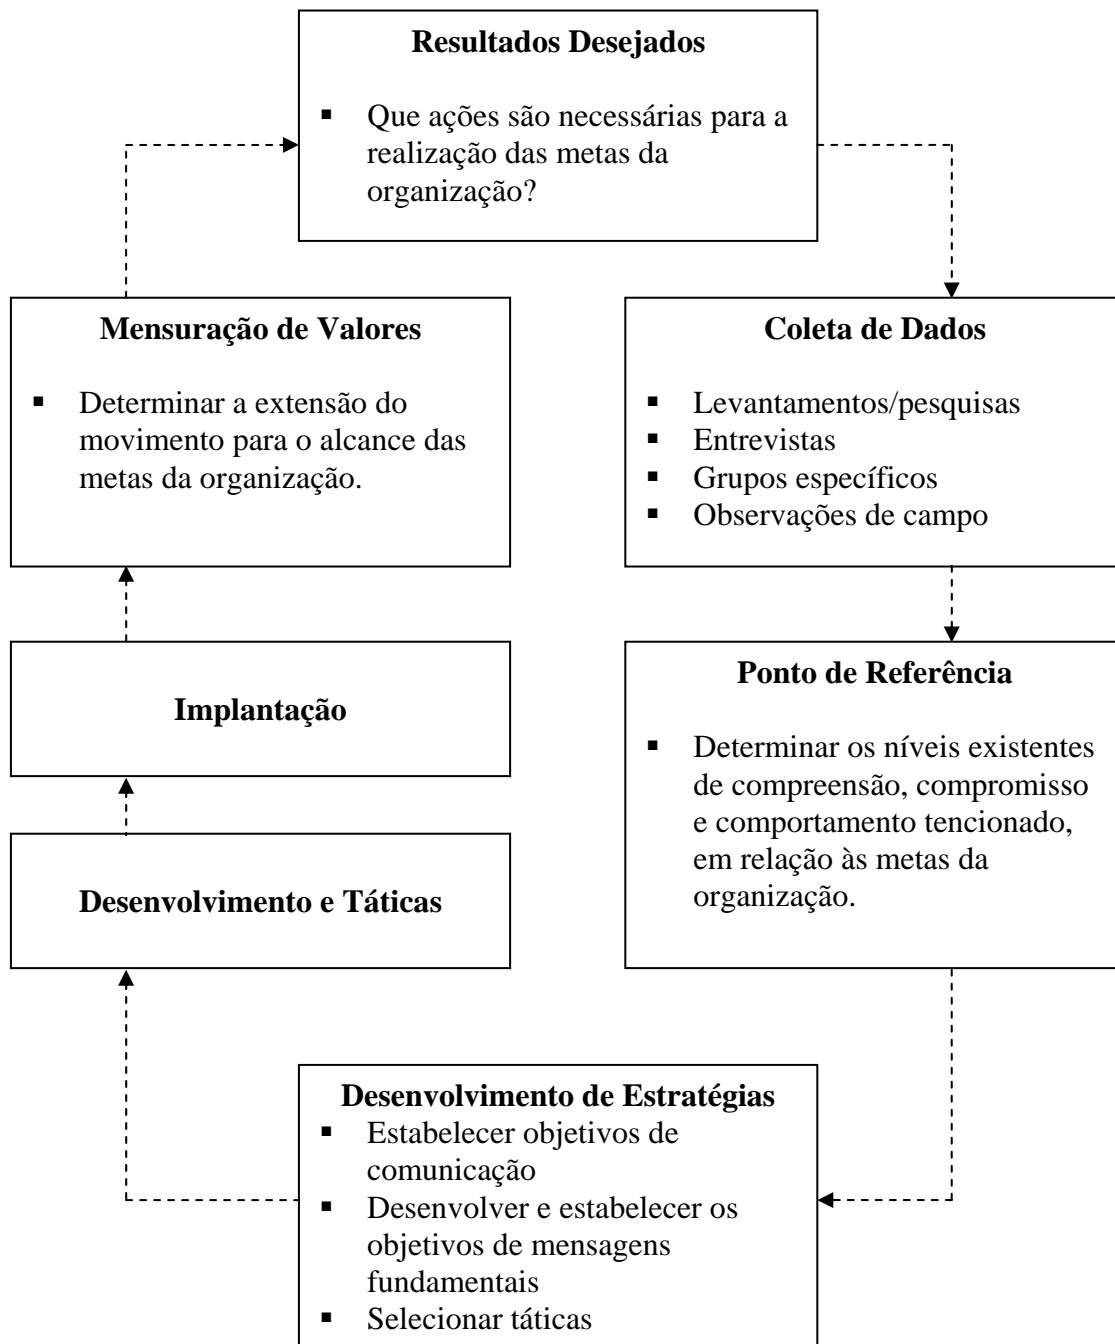 Resultados Desejados
▪ Que ações são necessárias para a
realização das metas da
organização?
Mensuração de Valores
▪ Determinar a extensão do
movimento para o alcance das
metas da organização.
Coleta de Dados
▪ Levantamentos/pesquisas
▪ Entrevistas
▪ Grupos específicos
▪ Observações de campo
Implantação
Ponto de Referência
▪ Determinar os níveis existentes
de compreensão, compromisso
e comportamento tencionado,
em relação às metas da
organização.
Desenvolvimento e Táticas
Desenvolvimento de Estratégias
▪ Estabelecer objetivos de
comunicação
▪ Desenvolver e estabelecer os
objetivos de mensagens
fundamentais
▪ Selecionar táticas